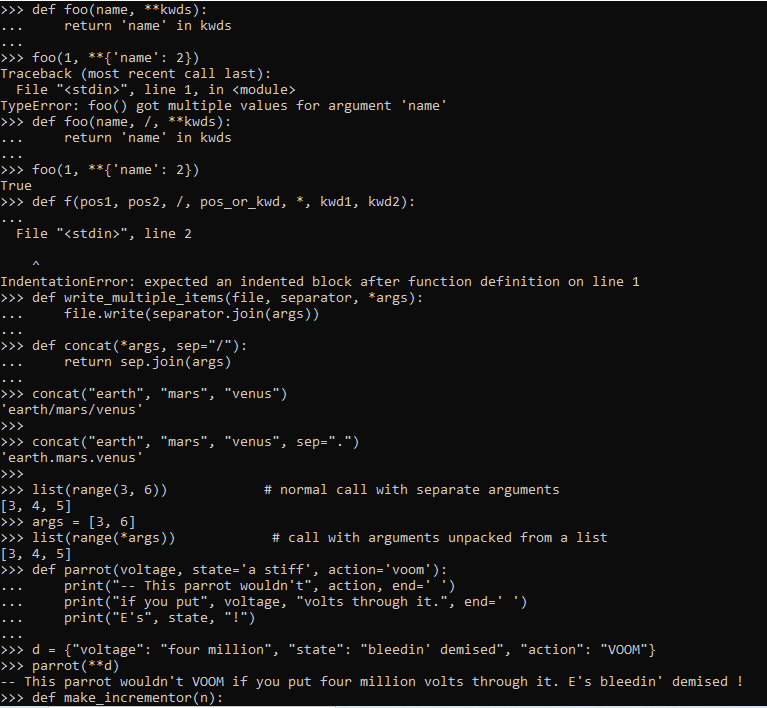 >>> def foo(name, **kwds):
...     return 'name' in kwds
...
>>> foo(1, **{'name': 2})
Traceback (most recent call last):
  File "<stdin>", line 1, in <module>
TypeError: foo() got multiple values for argument 'name'
>>> def foo(name, /, **kwds):
...     return 'name' in kwds
...
>>> foo(1, **{'name': 2})
True
>>> def f(pos1, pos2, /, pos_or_kwd, *, kwd1, kwd2):
...
  File "<stdin>", line 2

    ^
IndentationError: expected an indented block after function definition on line 1
>>> def write_multiple_items(file, separator, *args):
...     file.write(separator.join(args))
...
>>> def concat(*args, sep="/"):
...     return sep.join(args)
...
>>> concat("earth", "mars", "venus")
'earth/mars/venus'
>>>
>>> concat("earth", "mars", "venus", sep=".")
'earth.mars.venus'
>>>
>>> list(range(3, 6))            # normal call with separate arguments
[3, 4, 5]
>>> args = [3, 6]
>>> list(range(*args))            # call with arguments unpacked from a list
[3, 4, 5]
>>> def parrot(voltage, state='a stiff', action='voom'):
...     print("-- This parrot wouldn't", action, end=' ')
...     print("if you put", voltage, "volts through it.", end=' ')
...     print("E's", state, "!")
...
>>> d = {"voltage": "four million", "state": "bleedin' demised", "action": "VOOM"}
>>> parrot(**d)
-- This parrot wouldn't VOOM if you put four million volts through it. E's bleedin' demised !
>>> def make_incrementor(n):